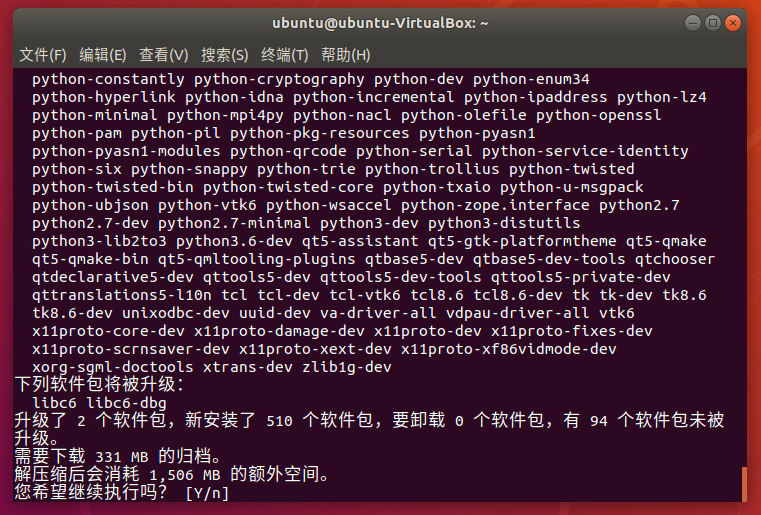 ubuntu@ubuntu-VirtualBox: ~
文件(F) 编辑(E) 查看(V) 搜索(S) 终端(T) 帮助(H)
python-constantly python-cryptography python-dev python-enum34
python-hyperlink python-idna python-incremental python-ipaddress python-lz4
python-minimal python-mpi4py python-nacl python-olefile python-openssl
python-pam python-pil python-pkg-resources python-pyasn1
python-pyasn1-modules python-qrcode python-serial python-service-identity
python-six python-snappy python-trie python-trollius python-twisted
python-twisted-bin python-twisted-core python-txaio python-u-msgpack
python-ubjson python-vtk6 python-wsaccel python-zope.interface python2.7
python2.7-dev python2.7-minimal python3-dev python3-distutils
python3-lib2to3 python3.6-dev qt5-assistant qt5-gtk-platformtheme qt5-qmake
qt5-qmake-bin qt5-qmltooling-plugins qtbase5-dev qtbase5-dev-tools qtchooser
qtdeclarative5-dev qttools5-dev qttools5-dev-tools qttools5-private-dev
qttranslations5-l10n tcl tcl-dev tcl-vtk6 tcl8.6 tcl8.6-dev tk tk-dev tk8.6
tk8.6-dev unixodbc-dev uuid-dev va-driver-all vdpau-driver-all vtk6
x11proto-core-dev x11proto-damage-dev x11proto-dev x11proto-fixes-dev
x11proto-scrnsaver-dev x11proto-xext-dev x11proto-xf86vidmode-dev
xorg-sgml-doctools xtrans-dev zlib1g-dev
下列软件包将被升级：
libc6 libc6-dbg
升级了 2 个软件包，新安装了 510 个软件包，要卸载 0 个软件包，有 94 个软件包未被
升级。
需要下载 331 MB 的归档。
解压缩后会消耗 1,506 MB 的额外空间。
您希望继续执行吗？ [Y/n]